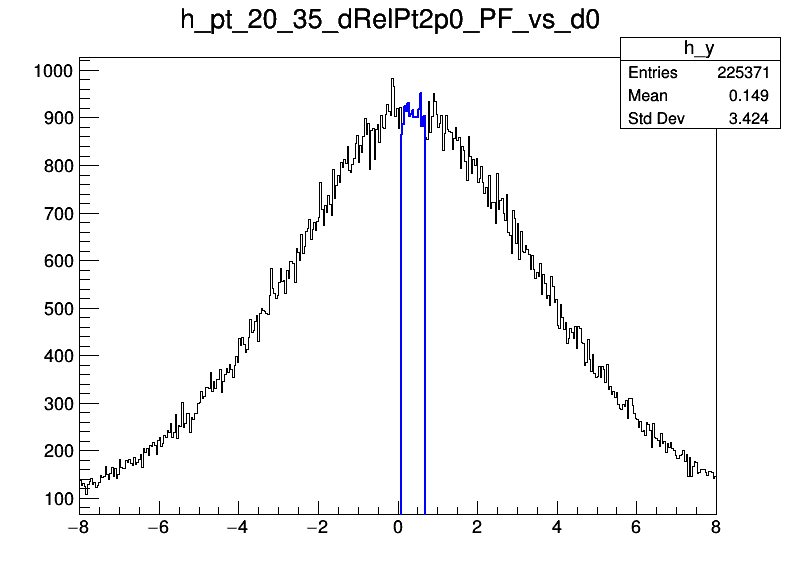 h_pt_20_35_dRelPt2p0_PF_vs_d0
h_y
Entries 225371
Mean 0.149
Std Dev 3.424
1000
900
800
700
600
500
400
300
200
100
−8 −6 −4 −2 0 2 4 6 8